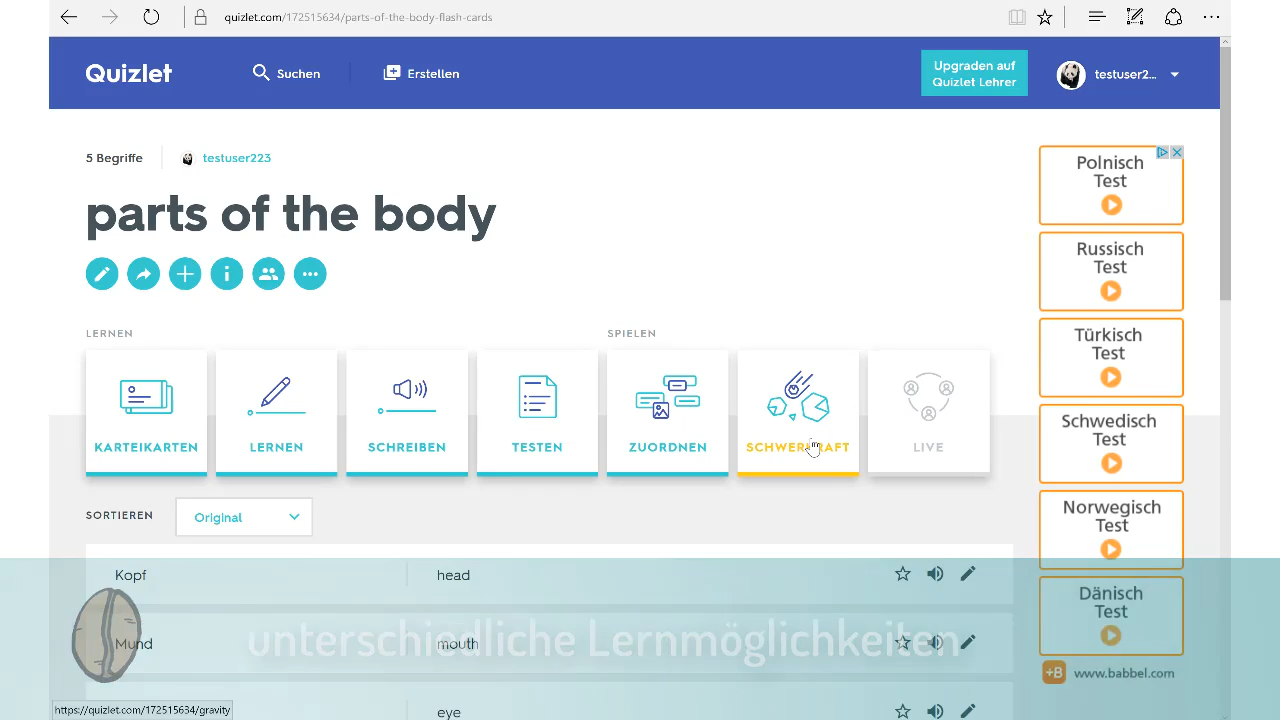 quizlet.com/172515634/parts-of-the-body-flash-cards
Quizlet
Suchen
Erstellen
Upgraden auf
Quizlet Lehrer
testuser2...
5 Begriffe
testuser223
parts of the body
LERNEN
SPIELEN
KARTEIKARTEN
LERNEN
SCHREIBEN
TESTEN
ZUORDNEN
SCHWERKRAFT
LIVE
SORTIEREN
Original
Kopf
head
Mund
mouth
unterschiedliche Lernmöglichkeiten
eye
https://quizlet.com/172515634/gravity
Polnisch
Test
Russisch
Test
Türkisch
Test
Schwedisch
Test
Norwegisch
Test
Dänisch
Test
+B www.babbel.com